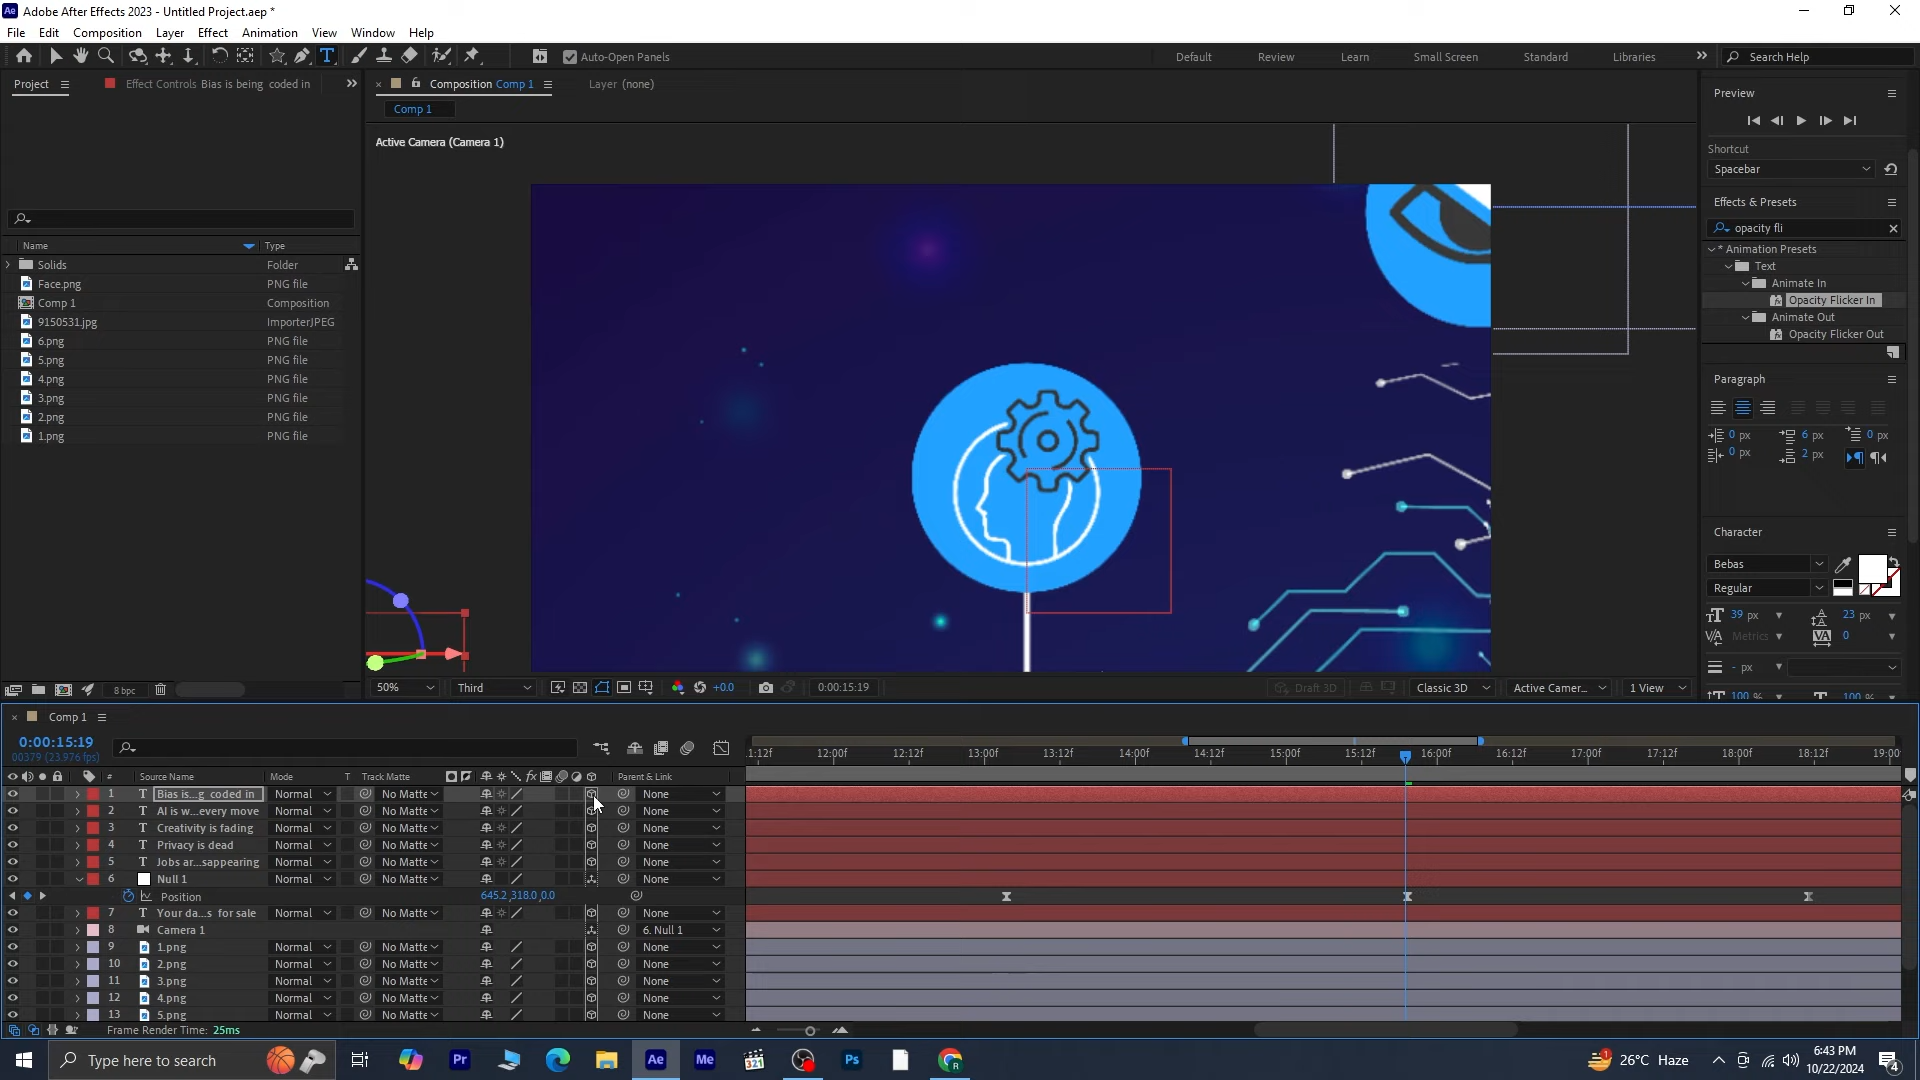 Adobe After Effects 2023 - Untitled Project.aep *
File Edit Composition Layer Effect Animation View Window Help
Auto-Open Panels Default Review Learn Small Screen Standard Libraries Search Help
Project Effect Controls Bias is being coded in
Composition Comp 1 Layer (none)
Comp 1
Active Camera (Camera 1)
Name Type
Solids Folder
Face.png PNG file
Comp 1 Composition
9150531.jpg ImporterJPEG
6.png PNG file
5.png PNG file
4.png PNG file
3.png PNG file
2.png PNG file
1.png PNG file
8 bpc
50% Third +0.0 0:00:15:19 Draft 3D Classic 3D Active Camer... 1 View
Preview
Shortcut
Spacebar
Effects & Presets
opacity fli
* Animation Presets
Text
Animate In
Opacity Flicker In
Animate Out
Opacity Flicker Out
Paragraph
0 px 6 px 0 px
0 px 2 px
Character
Bebas
Regular
39 px 23 px
Metrics 0
- px
100 % 100 %
Comp 1
0:00:15:19
00379 (23.976 fps)
1:12f 12:00f 12:12f 13:00f 13:12f 14:00f 14:12f 15:00f 15:12f 16:00f 16:12f 17:00f 17:12f 18:00f 18:12f 19:00
# Source Name Mode T Track Matte Parent & Link
1 T Bias is...g coded in Normal No Matte None
2 T AI is w...every move Normal No Matte None
3 T Creativity is fading Normal No Matte None
4 T Privacy is dead Normal No Matte None
5 T Jobs ar...sappearing Normal No Matte None
6 Null 1 Normal No Matte None
Position 645.2,318.0,0.0
7 T Your da...s for sale Normal No Matte None
8 Camera 1 6. Null 1
9 1.png Normal No Matte None
10 2.png Normal No Matte None
11 3.png Normal No Matte None
12 4.png Normal No Matte None
13 5.png Normal No Matte None
Frame Render Time: 25ms
Type here to search Pr Ae Me 321 Ps 26°C Haze 6:43 PM
10/22/2024